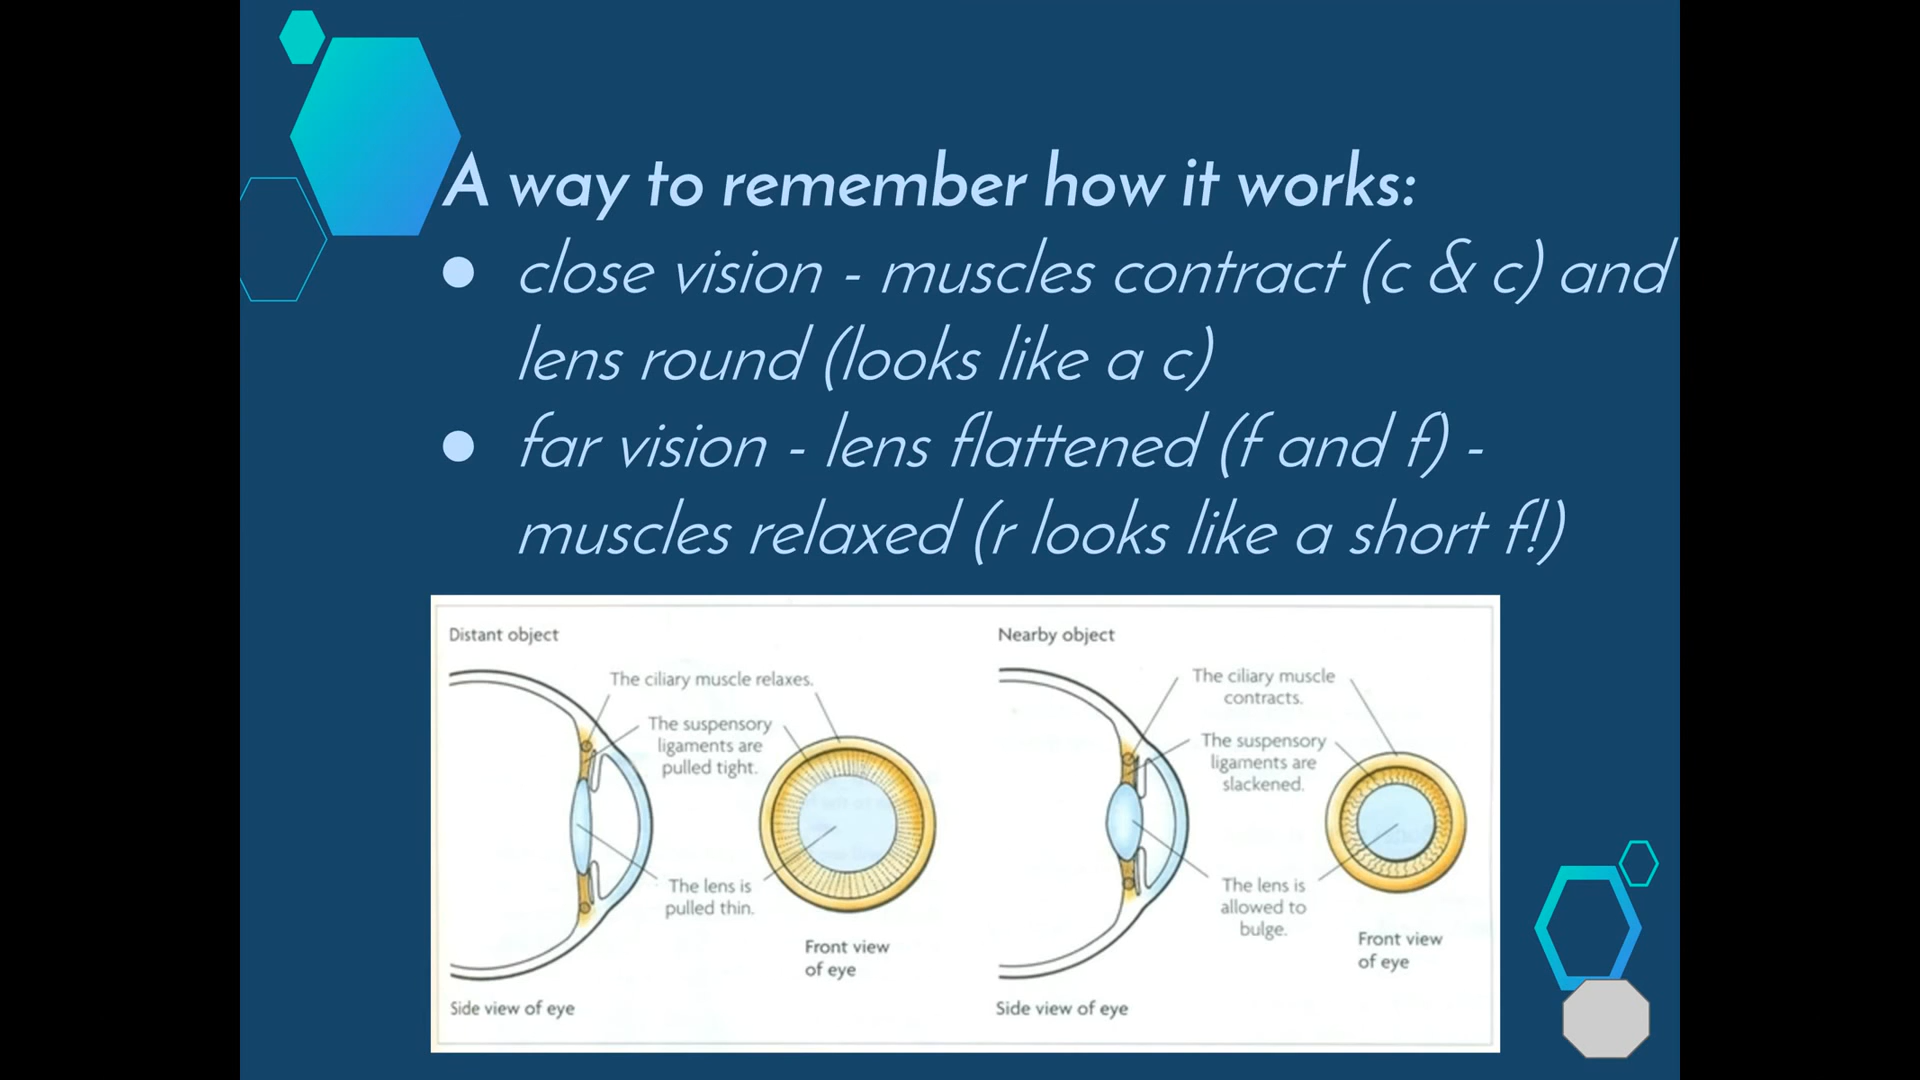 A way to remember how it works:
● close vision - muscles contract (c & c) and
lens round (looks like a c)
● far vision - lens flattened (f and f) -
muscles relaxed (r looks like a short f!)
Distant object
The ciliary muscle relaxes.
The suspensory
ligaments are
pulled tight.
The lens is
pulled thin.
Front view
of eye
Side view of eye
Nearby object
The ciliary muscle
contracts.
The suspensory
ligaments are
slackened.
The lens is
allowed to
bulge.
Front view
of eye
Side view of eye